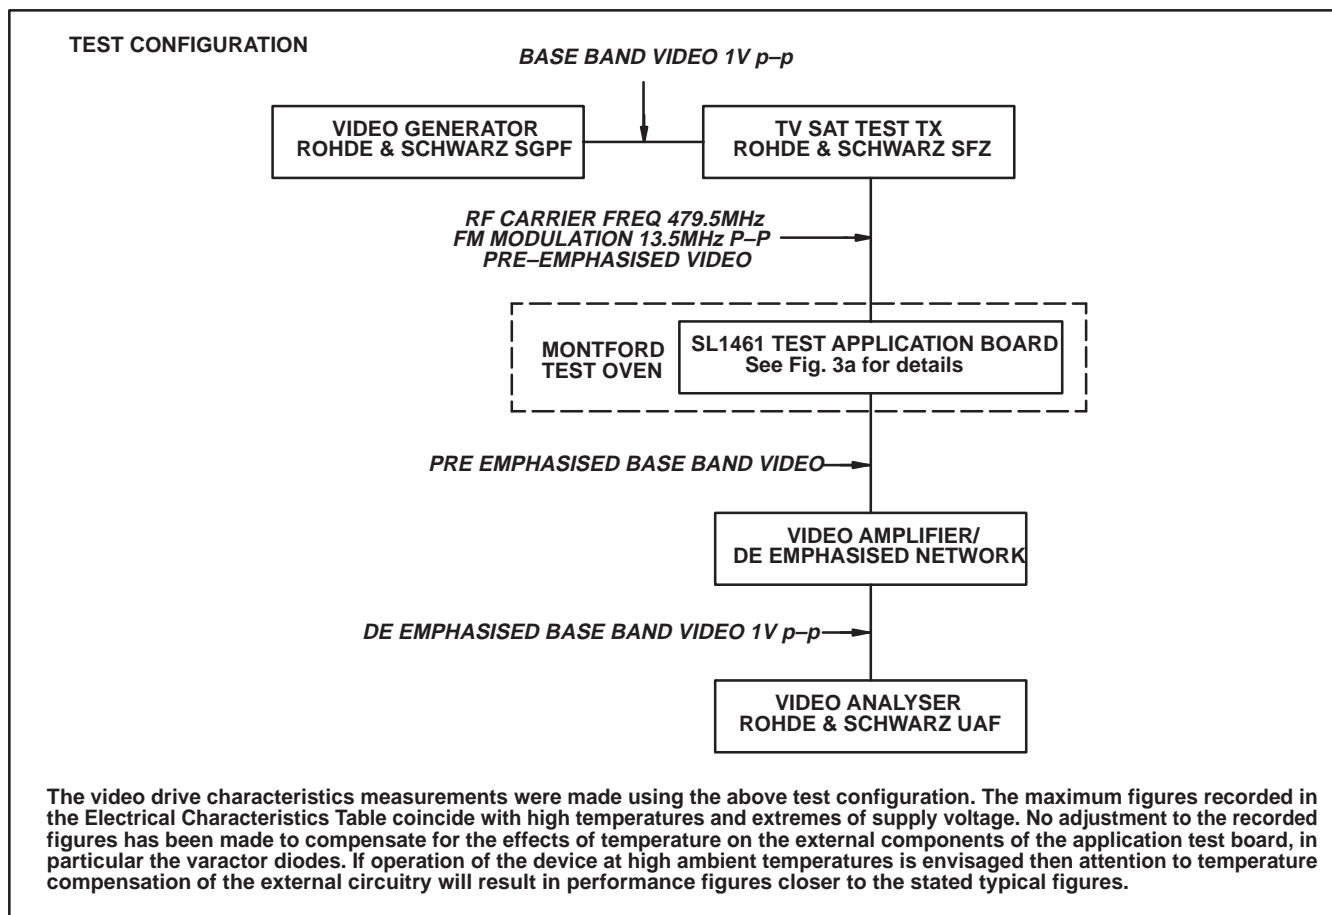 TEST CONFIGURATION
BASE BAND VIDEO 1V p–p
VIDEO GENERATOR
ROHDE & SCHWARZ SGPF
TV SAT TEST TX
ROHDE & SCHWARZ SFZ
RF CARRIER FREQ 479.5MHz
FM MODULATION 13.5MHz P–P
PRE–EMPHASISED VIDEO
MONTFORD
TEST OVEN
SL1461 TEST APPLICATION BOARD
See Fig. 3a for details
PRE EMPHASISED BASE BAND VIDEO
VIDEO AMPLIFIER/
DE EMPHASISED NETWORK
DE EMPHASISED BASE BAND VIDEO 1V p–p
VIDEO ANALYSER
ROHDE & SCHWARZ UAF
The video drive characteristics measurements were made using the above test configuration. The maximum figures recorded in
the Electrical Characteristics Table coincide with high temperatures and extremes of supply voltage. No adjustment to the recorded
figures has been made to compensate for the effects of temperature on the external components of the application test board, in
particular the varactor diodes. If operation of the device at high ambient temperatures is envisaged then attention to temperature
compensation of the external circuitry will result in performance figures closer to the stated typical figures.